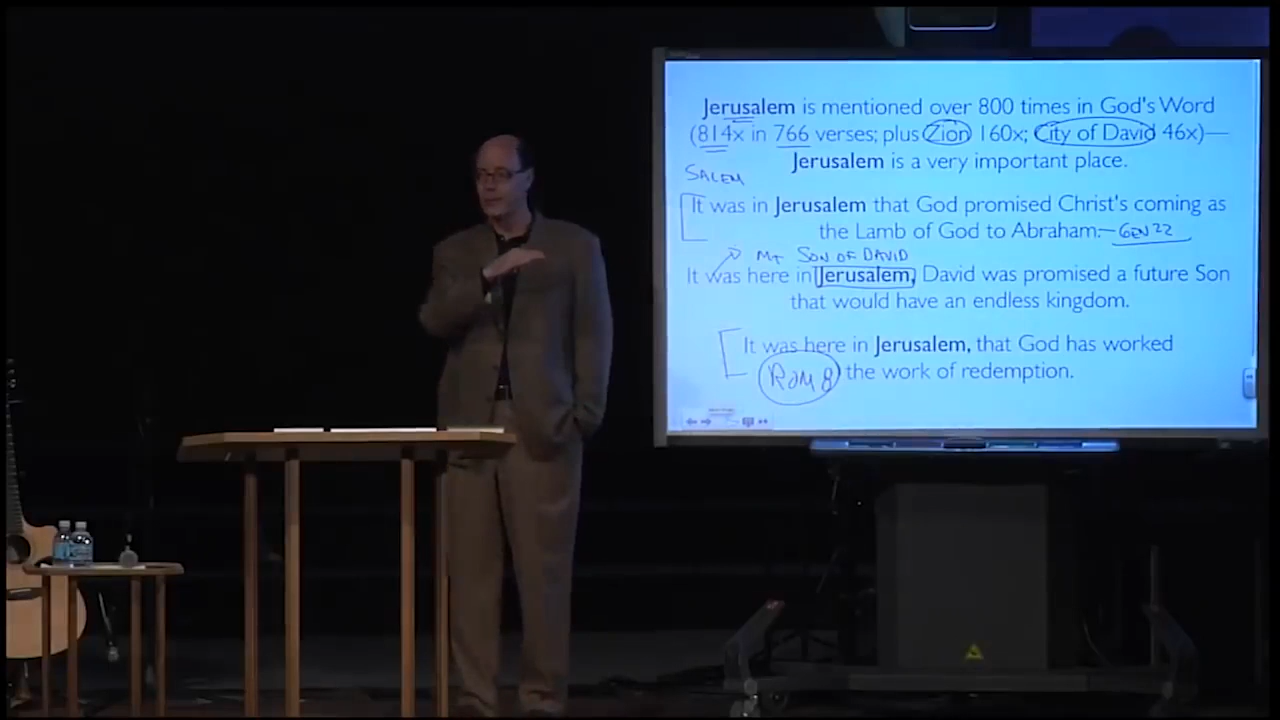 Jerusalem is mentioned over 800 times in God's Word
(814x in 766 verses; plus Zion 160x; City of David 46x)—
Jerusalem is a very important place.
SALEM
It was in Jerusalem that God promised Christ's coming as
the Lamb of God to Abraham.—GEN 22
MT SON OF DAVID
It was here in Jerusalem, David was promised a future Son
that would have an endless kingdom.
It was here in Jerusalem, that God has worked
ROM 8 the work of redemption.